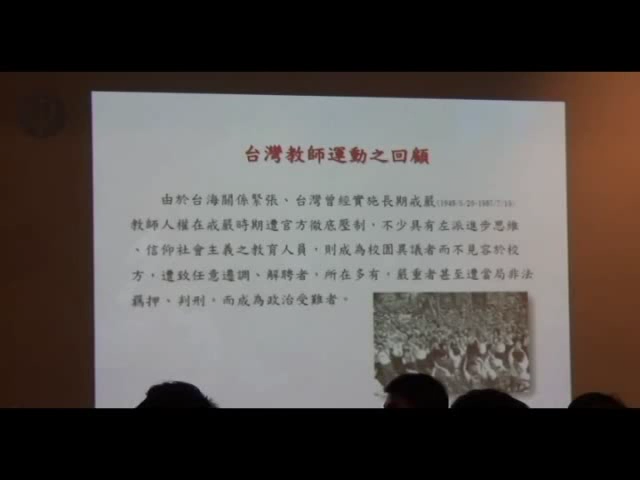 台灣教師運動之回顧
由於台海關係緊張、台灣曾經實施長期戒嚴(1949/5/20-1987/7/14)
教師人權在戒嚴時期遭官方徹底壓制，不少具有左派進步思維
、信仰社會主義之教育人員，則成為校園異議者而不見容於校
方，遭致任意遷調、解聘者，所在多有，嚴重者甚至遭當局非法
羈押、判刑，而成為政治受難者。